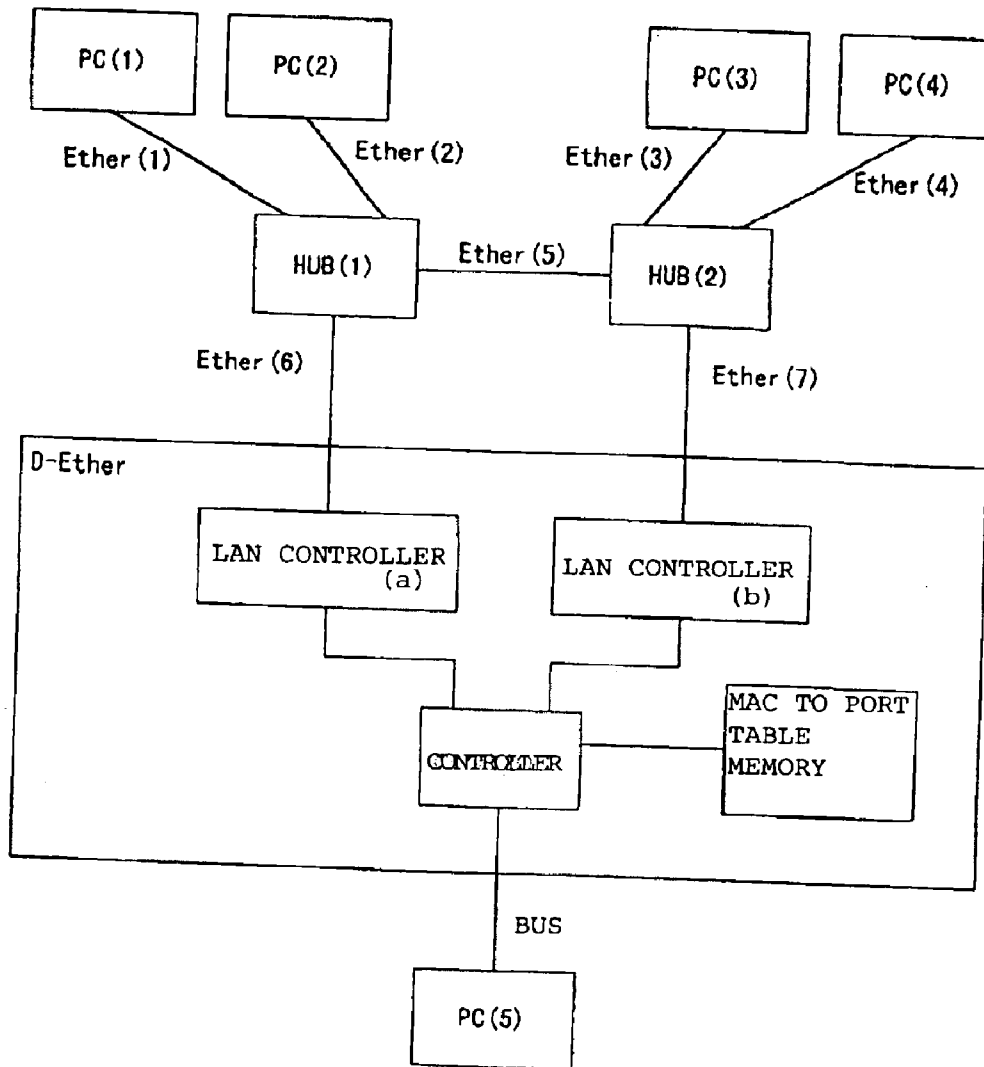 PC(1)
PC(2)
PC(3)
PC(4)
Ether(1)
Ether(2)
Ether(3)
Ether(4)
HUB(1)
Ether(5)
HUB(2)
Ether(6)
Ether(7)
D-Ether
LAN CONTROLLER
(a)
LAN CONTROLLER
(b)
MAC TO PORT
TABLE
MEMORY
CONTROLLER
BUS
PC(5)